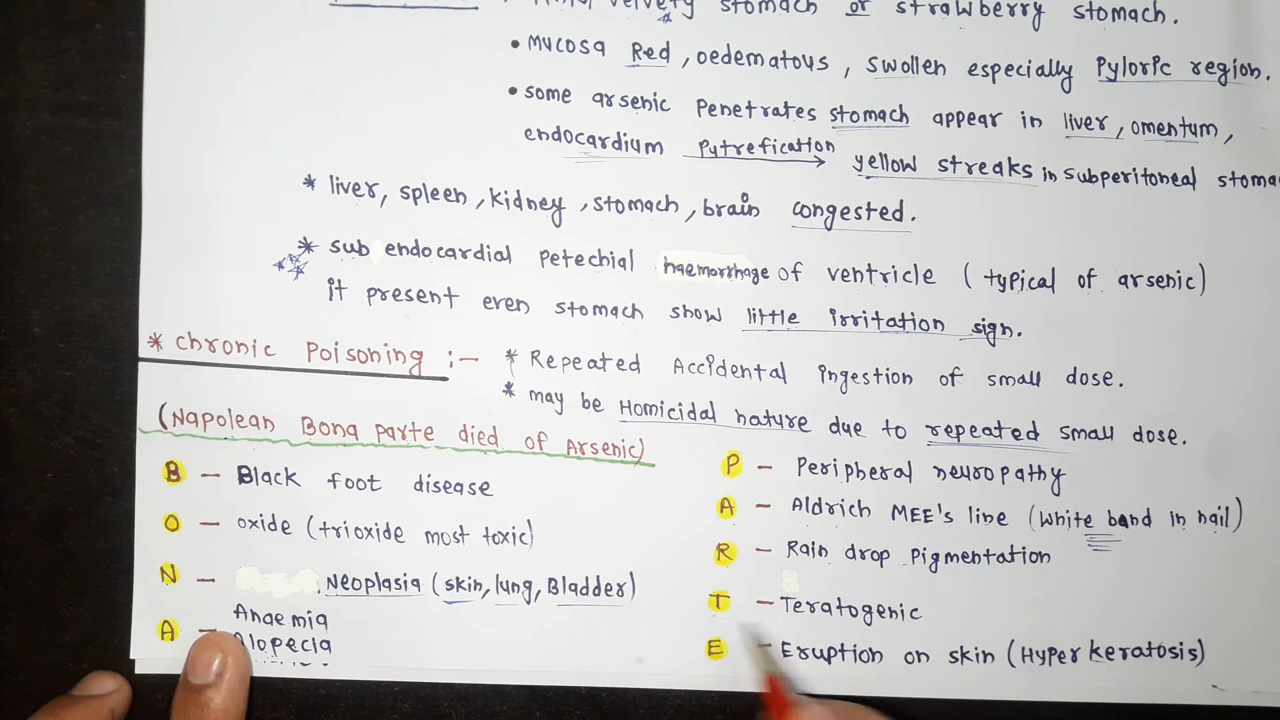 velvety stomach or strawberry stomach.
• Mucosa Red, oedematous, swollen especially Pyloric region.
• some arsenic Penetrates stomach appear in liver, omentum,
endocardium Putrefication yellow streaks in subperitoneal stoma
* liver, spleen, kidney, stomach, brain congested.
* sub endocardial petechial haemorrhage of ventricle (typical of arsenic)
it present even stomach show little irritation sign.
* Chronic Poisoning :- * Repeated Accidental ingestion of small dose.
* may be Homicidal nature due to repeated small dose.
(Napolean Bona parte died of Arsenic)
B - Black foot disease
O - oxide (trioxide most toxic)
N - Neoplasia (skin, lung, Bladder)
A - Anaemia
Alopecia
P - Peripheral neuropathy
A - Aldrich MEE's line (White band in nail)
R - Rain drop Pigmentation
T - Teratogenic
E - Eruption on skin (Hyper keratosis)